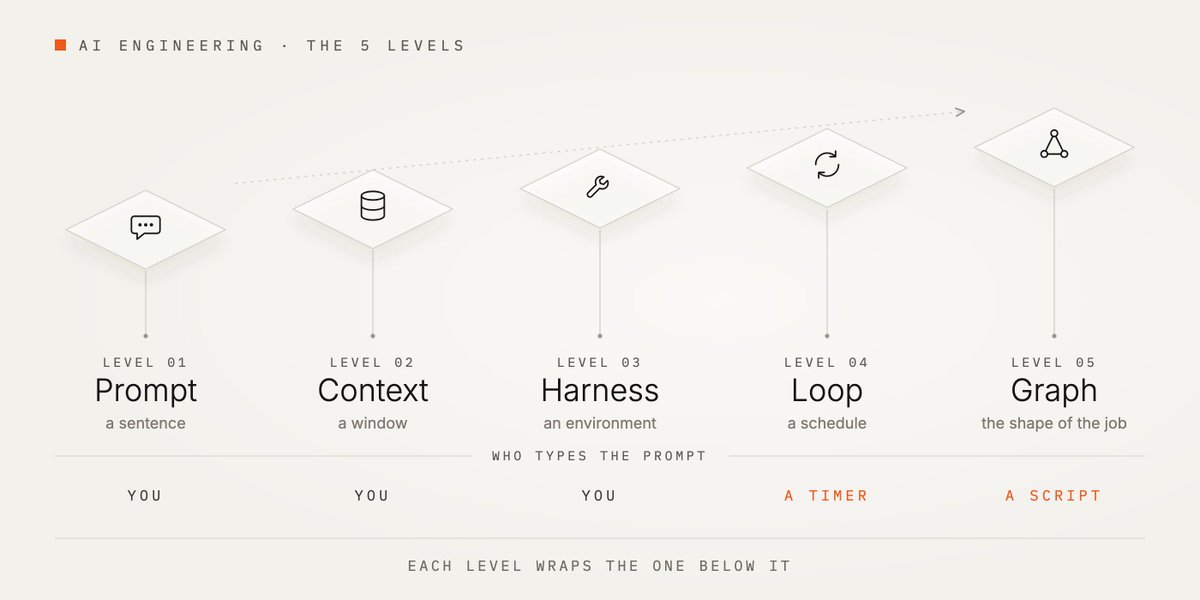 AI ENGINEERING · THE 5 LEVELS
LEVEL 01
Prompt
a sentence
LEVEL 02
Context
a window
LEVEL 03
Harness
an environment
LEVEL 04
Loop
a schedule
LEVEL 05
Graph
the shape of the job
WHO TYPES THE PROMPT
YOU
YOU
YOU
A TIMER
A SCRIPT
EACH LEVEL WRAPS THE ONE BELOW IT